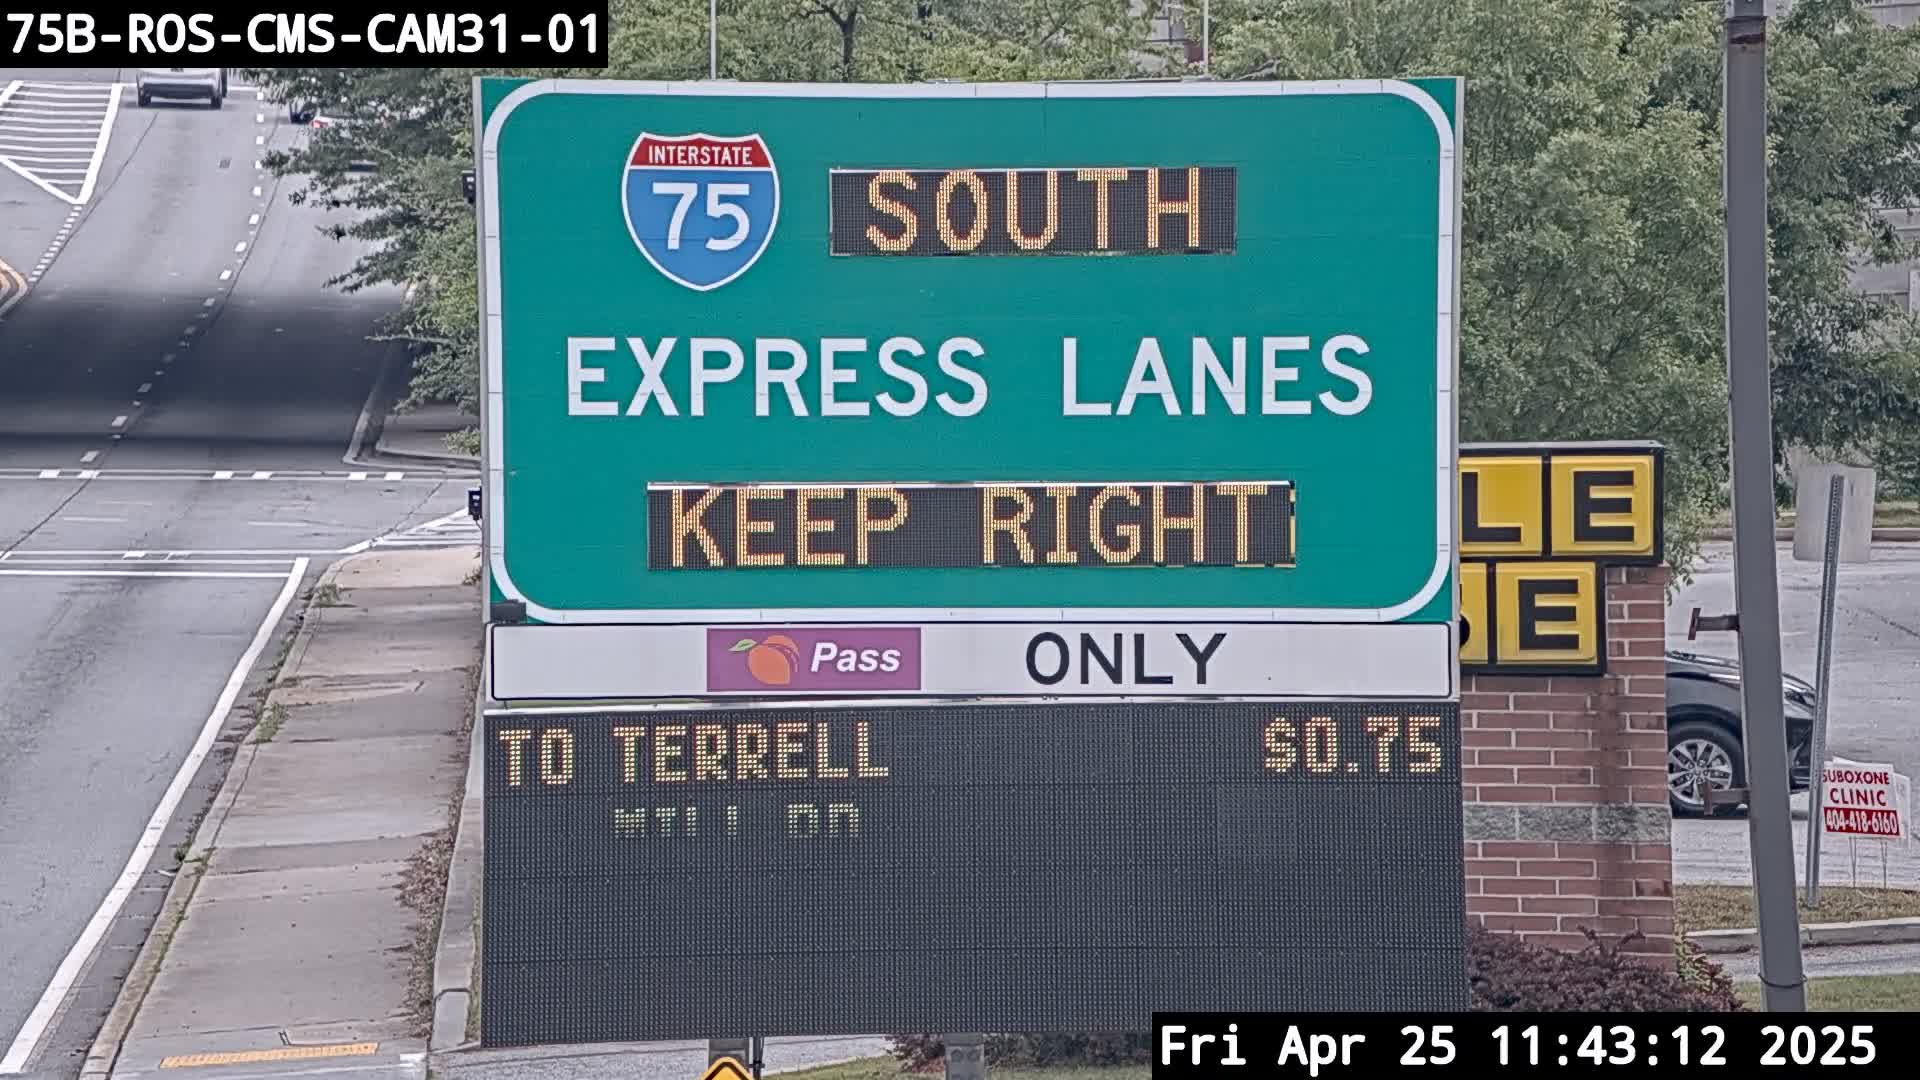 75B-ROS-CMS-CAM31-01
INTERSTATE
75
SOUTH
EXPRESS LANES
KEEP RIGHT
Pass ONLY
TO TERRELL $0.75
LE
E
SUBOXONE
CLINIC
404-418-6160
Fri Apr 25 11:43:12 2025